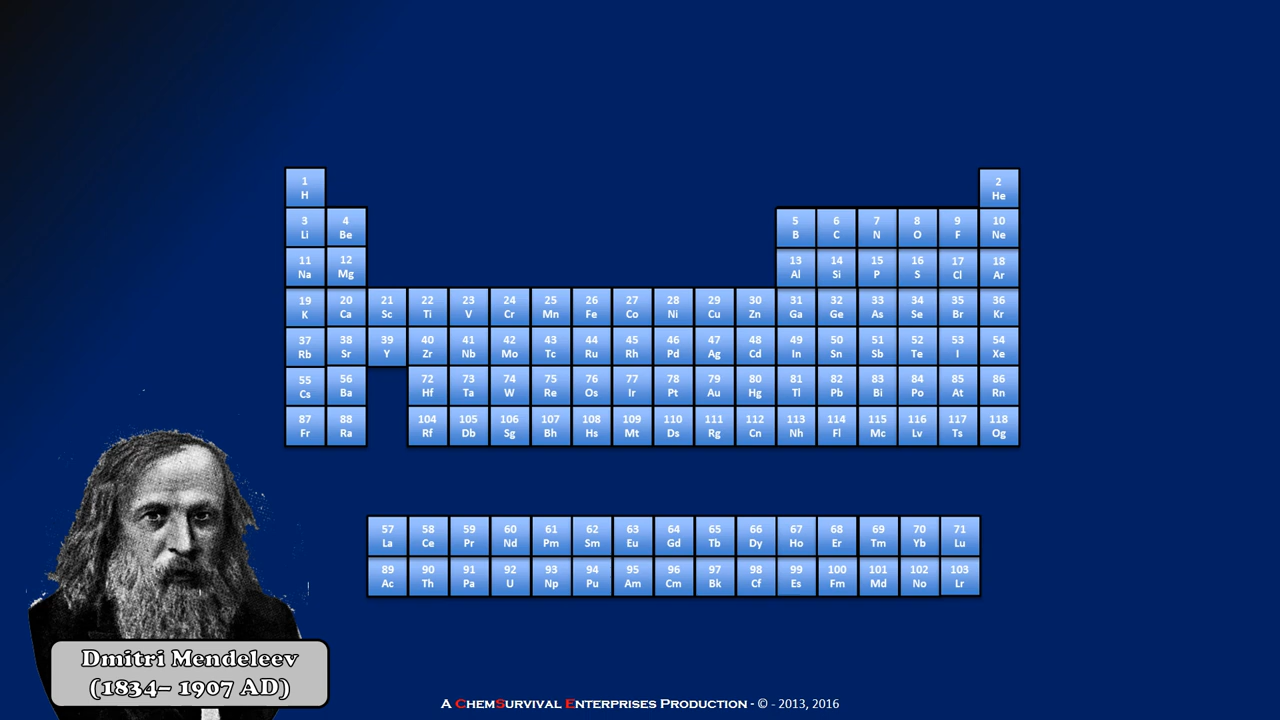 1 2
H He
3 4 5 6 7 8 9 10
Li Be B C N O F Ne
11 12 13 14 15 16 17 18
Na Mg Al Si P S Cl Ar
19 20 21 22 23 24 25 26 27 28 29 30 31 32 33 34 35 36
K Ca Sc Ti V Cr Mn Fe Co Ni Cu Zn Ga Ge As Se Br Kr
37 38 39 40 41 42 43 44 45 46 47 48 49 50 51 52 53 54
Rb Sr Y Zr Nb Mo Tc Ru Rh Pd Ag Cd In Sn Sb Te I Xe
55 56 72 73 74 75 76 77 78 79 80 81 82 83 84 85 86
Cs Ba Hf Ta W Re Os Ir Pt Au Hg Tl Pb Bi Po At Rn
87 88 104 105 106 107 108 109 110 111 112 113 114 115 116 117 118
Fr Ra Rf Db Sg Bh Hs Mt Ds Rg Cn Nh Fl Mc Lv Ts Og
57 58 59 60 61 62 63 64 65 66 67 68 69 70 71
La Ce Pr Nd Pm Sm Eu Gd Tb Dy Ho Er Tm Yb Lu
89 90 91 92 93 94 95 96 97 98 99 100 101 102 103
Ac Th Pa U Np Pu Am Cm Bk Cf Es Fm Md No Lr
Dmitri Mendeleev
(1834– 1907 AD)
A ChemSurvival Enterprises Production - © - 2013, 2016